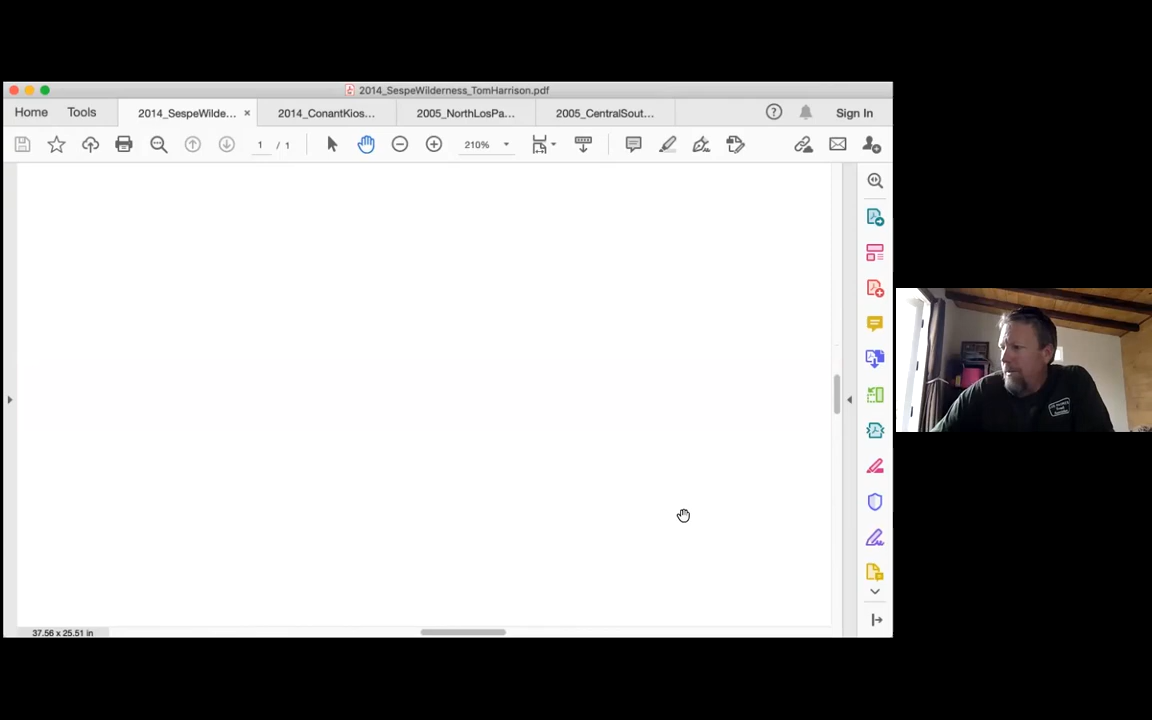 2014_SespeWilderness_TomHarrison.pdf
Home Tools 2014_SespeWilde... × 2014_ConantKios... 2005_NorthLosPa... 2005_CentralSout... ? Sign In
1 / 1 210%
37.56 x 25.51 in